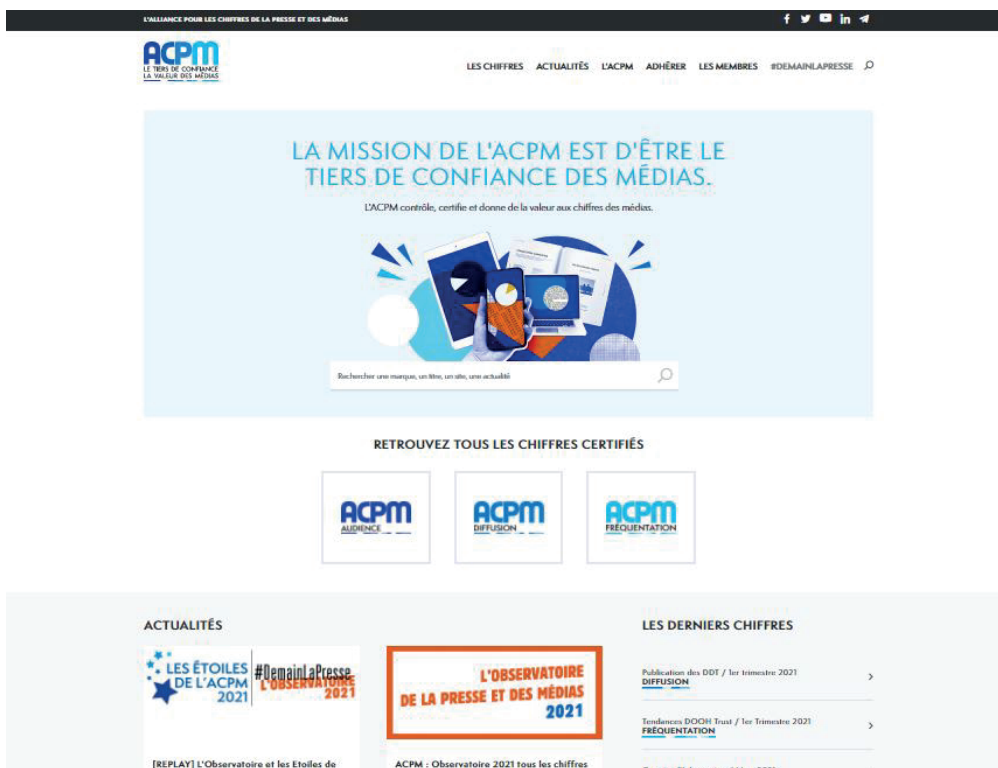 L'ALLIANCE POUR LES CHIFFRES DE LA PRESSE ET DES MÉDIAS
ACPM
LE TIERS DE CONFIANCE
LA VALEUR DES MÉDIAS
LES CHIFFRES ACTUALITÉS L'ACPM ADHÉRER LES MEMBRES #DEMAINLAPRESSE
LA MISSION DE L'ACPM EST D'ÊTRE LE
TIERS DE CONFIANCE DES MÉDIAS.
L'ACPM contrôle, certifie et donne de la valeur aux chiffres des médias.
Rechercher une marque, un titre, un site, une actualité
RETROUVEZ TOUS LES CHIFFRES CERTIFIÉS
ACPM
AUDIENCE
ACPM
DIFFUSION
ACPM
FRÉQUENTATION
ACTUALITÉS
LES ÉTOILES
DE L'ACPM
2021
#DemainLaPresse
L'OBSERVATOIRE
2021
[REPLAY] L'Observatoire et les Etoiles de
L'OBSERVATOIRE
DE LA PRESSE ET DES MÉDIAS
2021
ACPM : Observatoire 2021 tous les chiffres
LES DERNIERS CHIFFRES
Publication des DDT / 1er trimestre 2021
DIFFUSION
Tendances DOOH Trust / 1er Trimestre 2021
FRÉQUENTATION